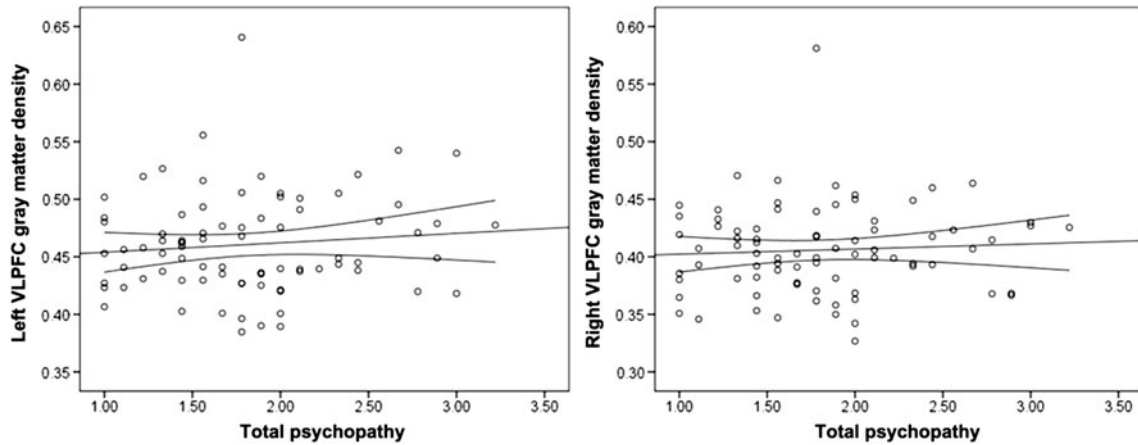 Left VLPFC gray matter density
0.65
0.60
0.55
0.50
0.45
0.40
0.35
1.00 1.50 2.00 2.50 3.00 3.50
Total psychopathy
Right VLPFC gray matter density
0.60
0.55
0.50
0.45
0.40
0.35
0.30
1.00 1.50 2.00 2.50 3.00 3.50
Total psychopathy